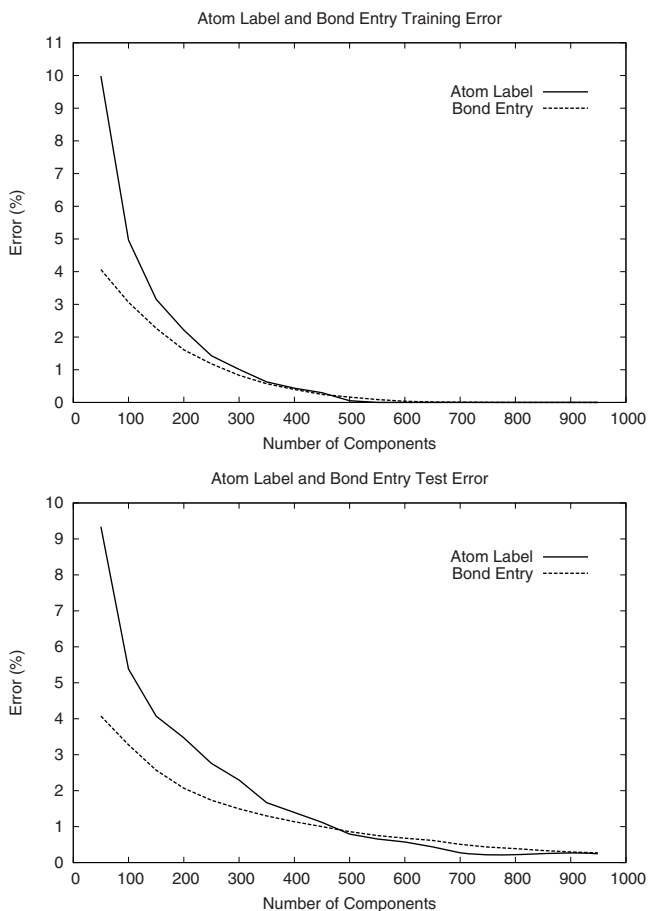 Atom Label and Bond Entry Training Error
11
10
9
8
7
6
5
4
3
2
1
0
Error (%)
Atom Label
Bond Entry
0 100 200 300 400 500 600 700 800 900 1000
Number of Components
Atom Label and Bond Entry Test Error
10
9
8
7
6
5
4
3
2
1
0
Error (%)
Atom Label
Bond Entry
0 100 200 300 400 500 600 700 800 900 1000
Number of Components